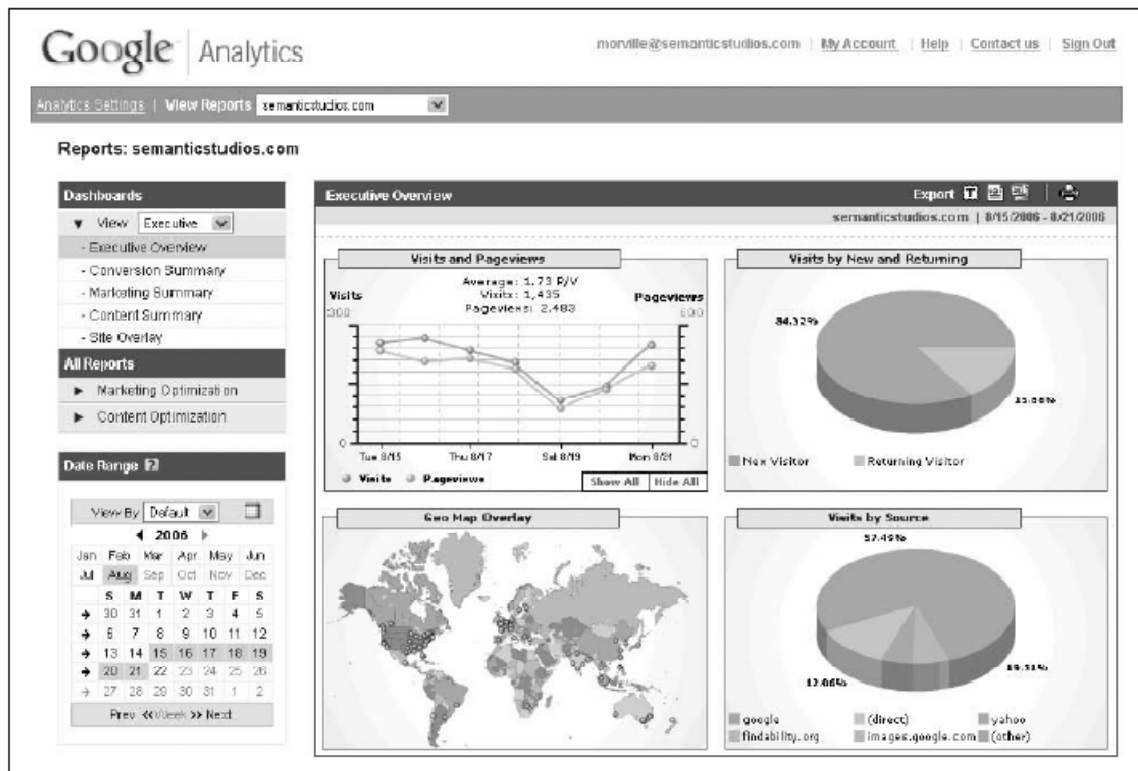 Google Analytics
morville@semanticstudios.com | My Account | Help | Contact us | Sign Out
Analytics Settings | View Reports semanticstudios.com
Reports: semanticstudios.com
Dashboards
View Executive
- Executive Overview
- Conversion Summary
- Marketing Summary
- Content Summary
- Site Overlay
All Reports
Marketing Optimization
Content Optimization
Date Range ?
View By Default
2006
Jan Feb Mar Apr May Jun
Jul Aug Sep Oct Nov Dec
S M T W T F S
30 31 1 2 3 4 5
6 7 8 9 10 11 12
13 14 15 16 17 18 19
20 21 22 23 24 25 26
27 28 29 30 31 1 2
Prev << Week >> Next
Executive Overview
Export
semanticstudios.com | 8/15/2006 - 8/21/2006
Visits and Pageviews
Average: 1.73 P/V
Visits: 1,435
Pageviews: 2,483
Visits Pageviews
300 600
0 0
Tue 8/15 Thu 8/17 Sat 8/19 Mon 8/21
Visits Pageviews
Show All Hide All
Visits by New and Returning
84.32%
New Visitor Returning Visitor
Geo Map Overlay
Visits by Source
57.49%
12.06%
google (direct) yahoo
findability.org images.google.com (other)